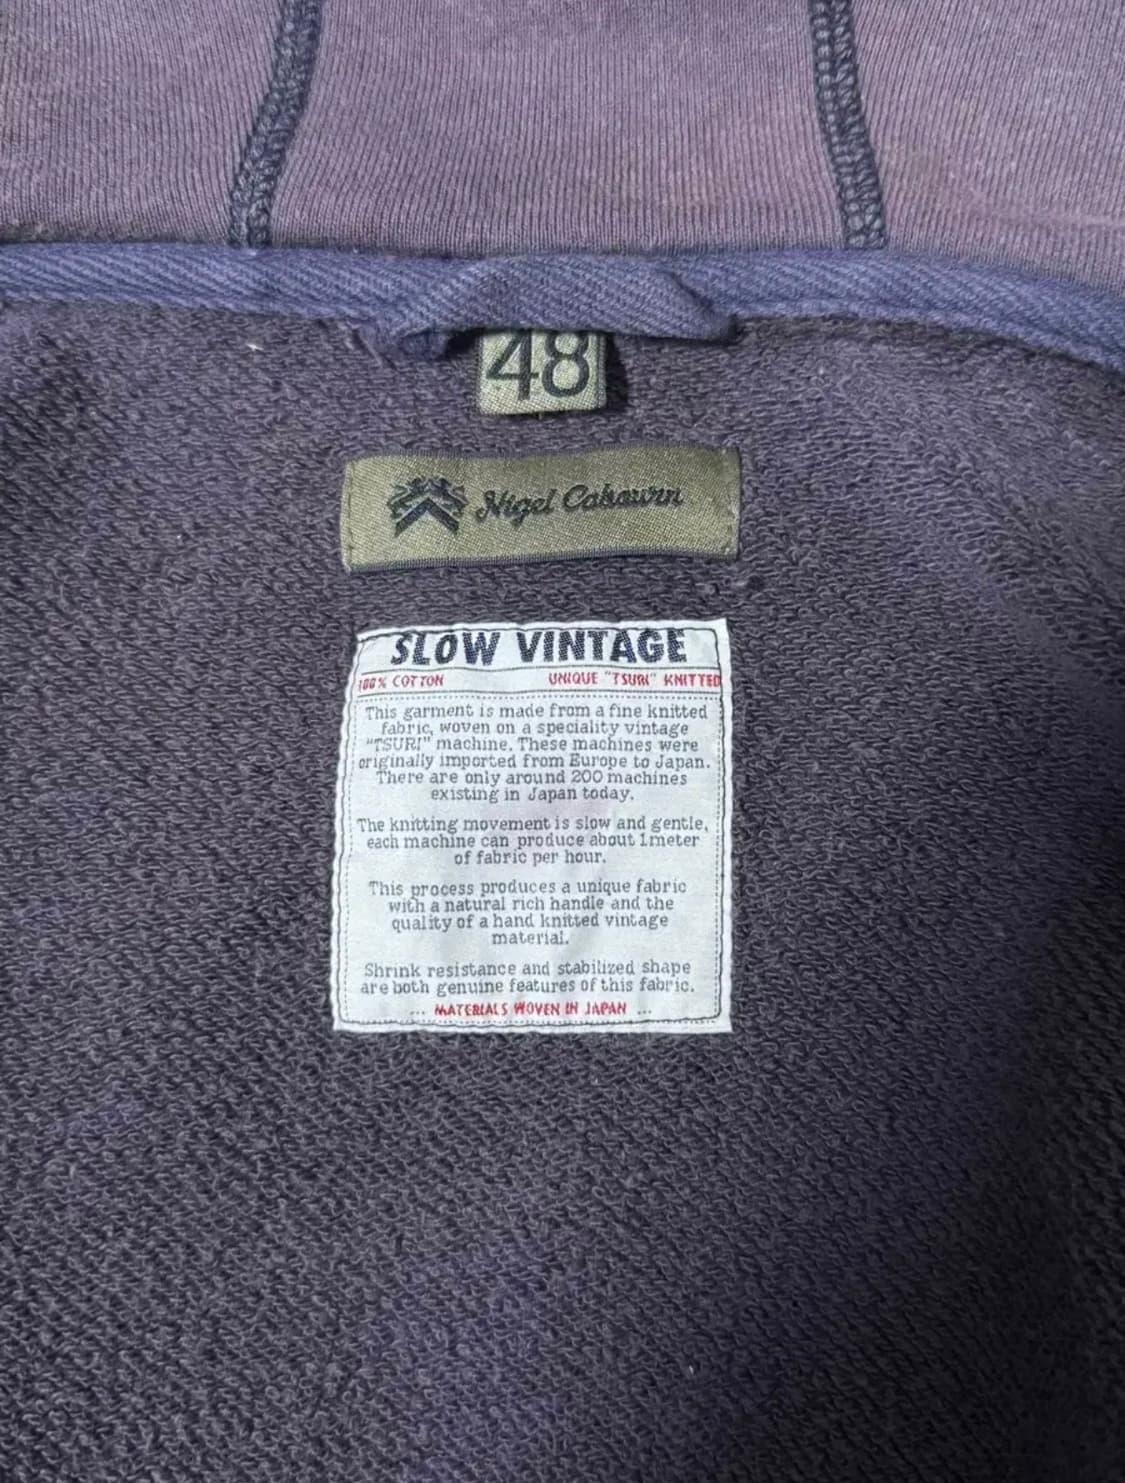 48
Nigel Cabourn
SLOW VINTAGE
100% COTTON UNIQUE "TSURI" KNITTED
This garment is made from a fine knitted
fabric, woven on a speciality vintage
"TSURI" machine. These machines were
originally imported from Europe to Japan.
There are only around 200 machines
existing in Japan today.
The knitting movement is slow and gentle,
each machine can produce about 1meter
of fabric per hour.
This process produces a unique fabric
with a natural rich handle and the
quality of a hand knitted vintage
material.
Shrink resistance and stabilized shape
are both genuine features of this fabric.
... MATERIALS WOVEN IN JAPAN ...